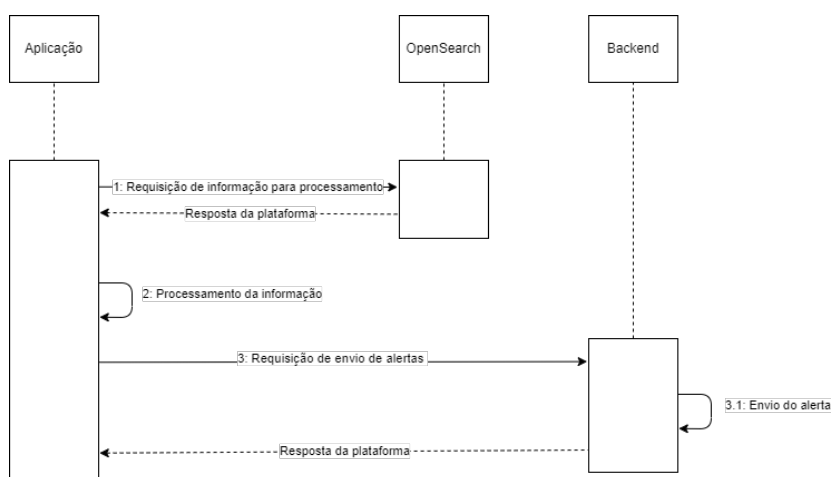 Aplicação
OpenSearch
Backend
1: Requisição de informação para processamento
Resposta da plataforma
2: Processamento da informação
3: Requisição de envio de alertas
3.1: Envio do alerta
Resposta da plataforma